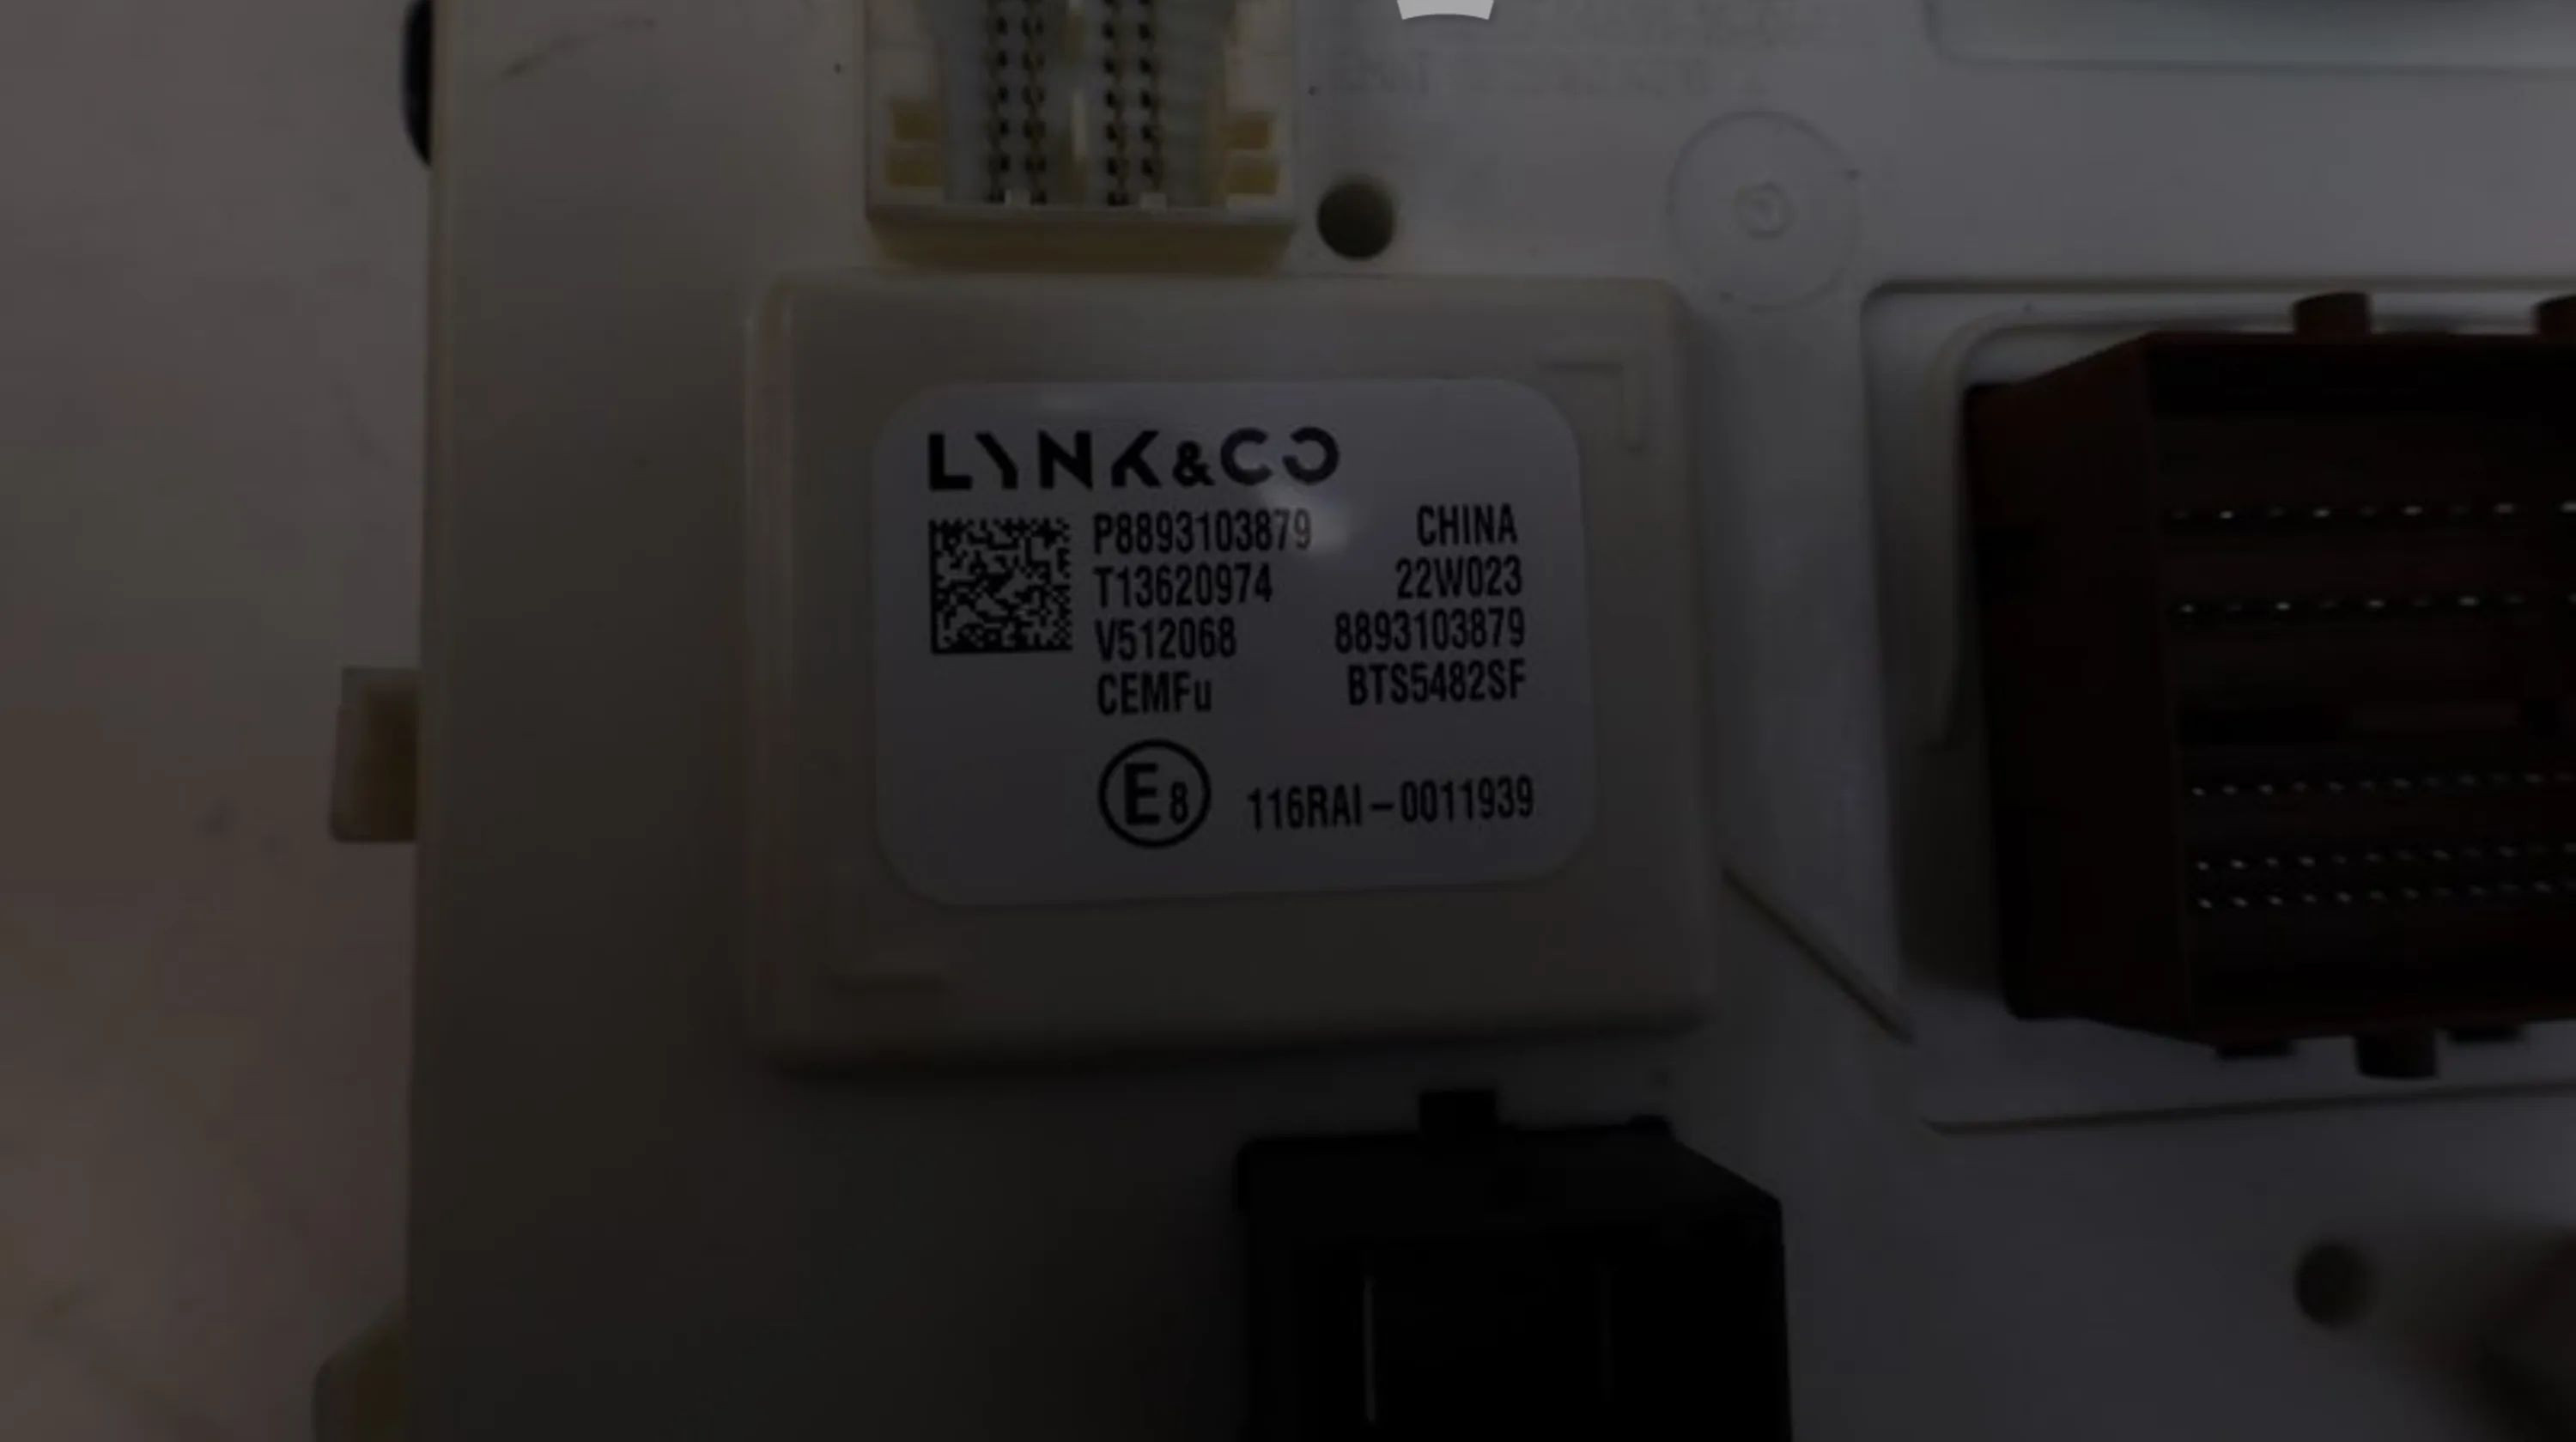 LYNK&CO
P8893103879 CHINA
T13620974 22W023
V512068 8893103879
CEMFu BTS5482SF
E8 116RAI-0011939